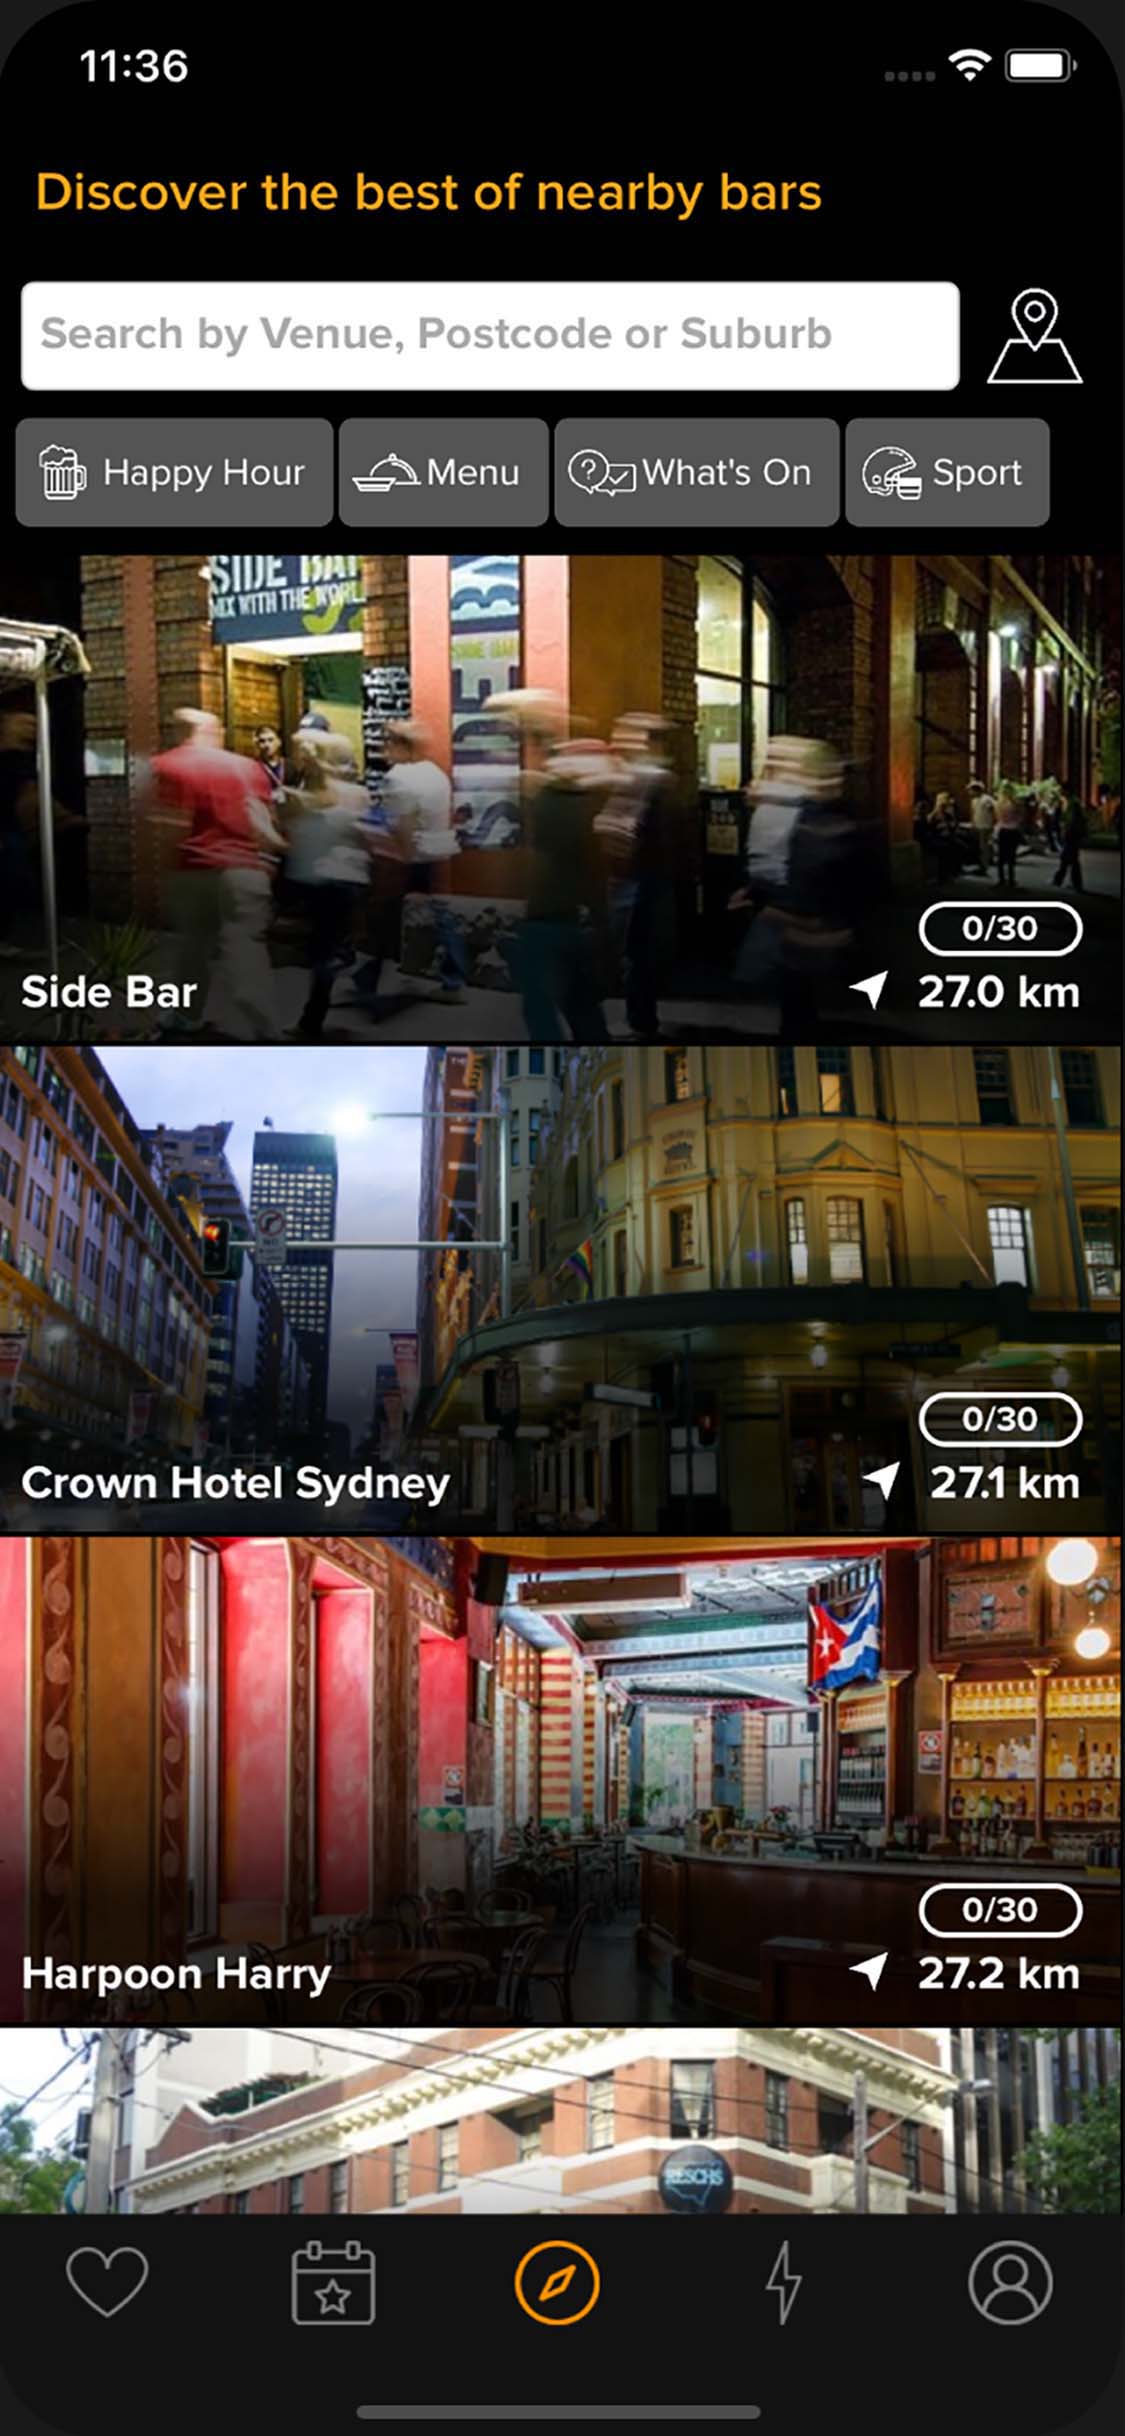 11:36
Discover the best of nearby bars
Search by Venue, Postcode or Suburb
Happy Hour
Menu
What's On
Sport
SIDE BAR
MIX WITH THE WORL
0/30
Side Bar
27.0 km
NO
0/30
Crown Hotel Sydney
27.1 km
0/30
Harpoon Harry
27.2 km
RESCHS